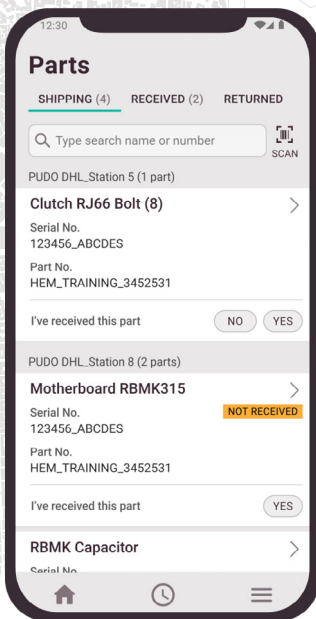 12:30
Parts
SHIPPING (4) RECEIVED (2) RETURNED
Type search name or number
SCAN
PUDO DHL_Station 5 (1 part)
Clutch RJ66 Bolt (8)
Serial No.
123456_ABCDES
Part No.
HEM_TRAINING_3452531
I've received this part NO YES
PUDO DHL_Station 8 (2 parts)
Motherboard RBMK315
Serial No. NOT RECEIVED
123456_ABCDES
Part No.
HEM_TRAINING_3452531
I've received this part YES
RBMK Capacitor
Serial No